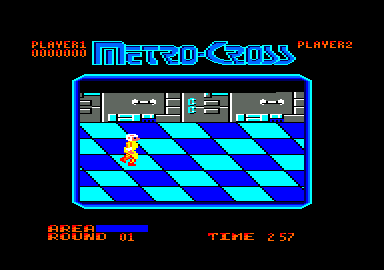 PLAYER1
METRO-CROSS
PLAYER2
0000000
AREA
ROUND 01
TIME 2 57